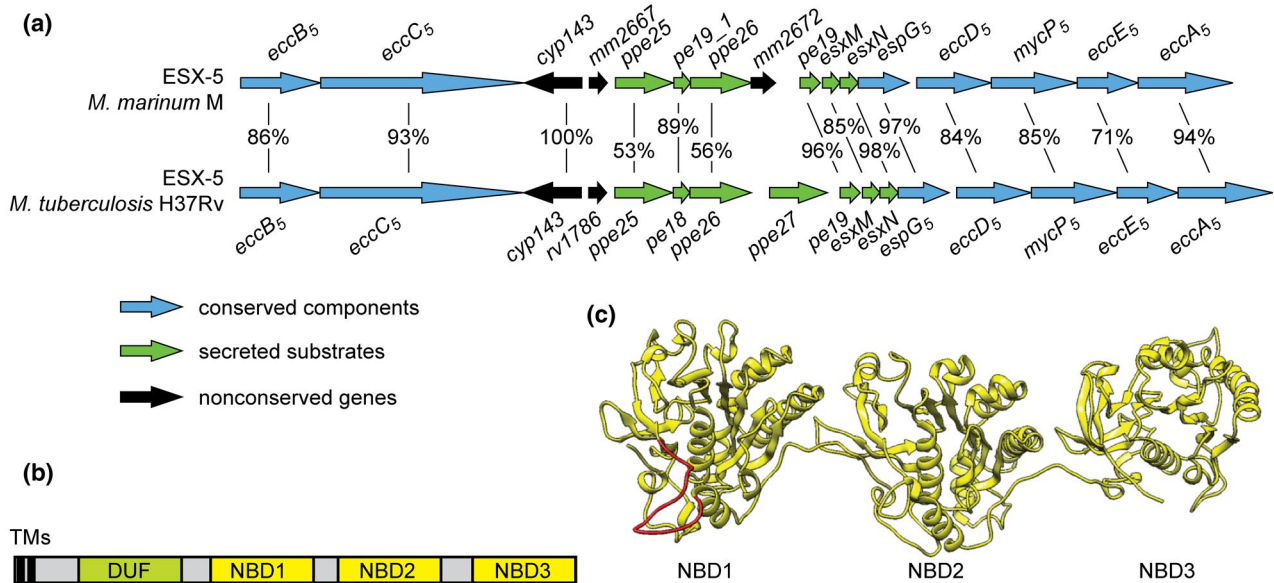 (a)
eccB5 eccC5 cyp143 mm2667 ppe25 pe19_1 ppe26 mm2672 pe19 esxM esxN espG5 eccD5 mycP5 eccE5 eccA5
ESX-5
M. marinum M
86% 93% 100% 53% 89% 56% 96% 85% 98% 97% 84% 85% 71% 94%
ESX-5
M. tuberculosis H37Rv
eccB5 eccC5 cyp143 rv1786 ppe25 pe18 ppe26 ppe27 pe19 esxM esxN espG5 eccD5 mycP5 eccE5 eccA5
conserved components
secreted substrates
nonconserved genes
(b)
TMs
DUF NBD1 NBD2 NBD3
(c)
NBD1 NBD2 NBD3